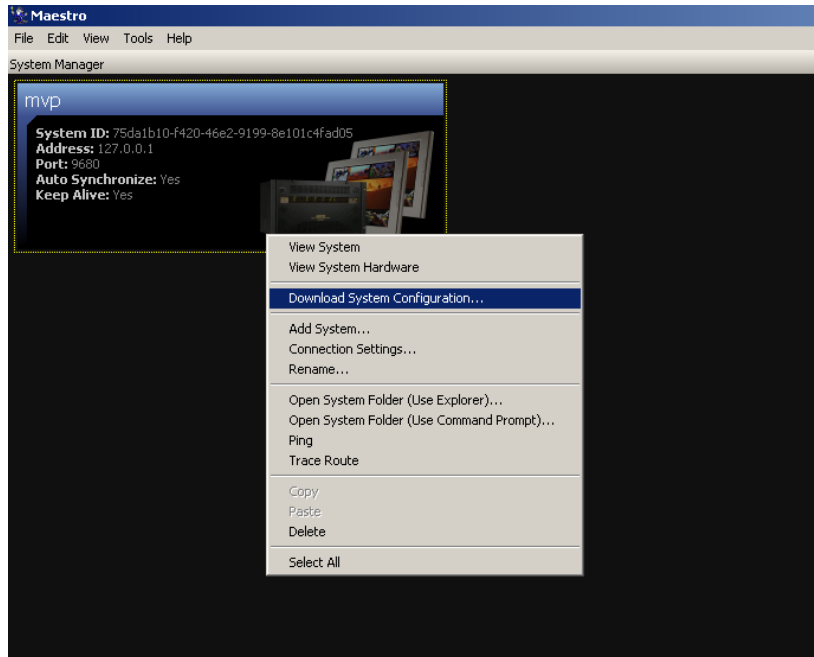 Maestro
File Edit View Tools Help
System Manager
mvp
System ID: 75da1b10-f420-46e2-9199-8e101c4fad05
Address: 127.0.0.1
Port: 9680
Auto Synchronize: Yes
Keep Alive: Yes
View System
View System Hardware
Download System Configuration...
Add System...
Connection Settings...
Rename...
Open System Folder (Use Explorer)...
Open System Folder (Use Command Prompt)...
Ping
Trace Route
Copy
Paste
Delete
Select All